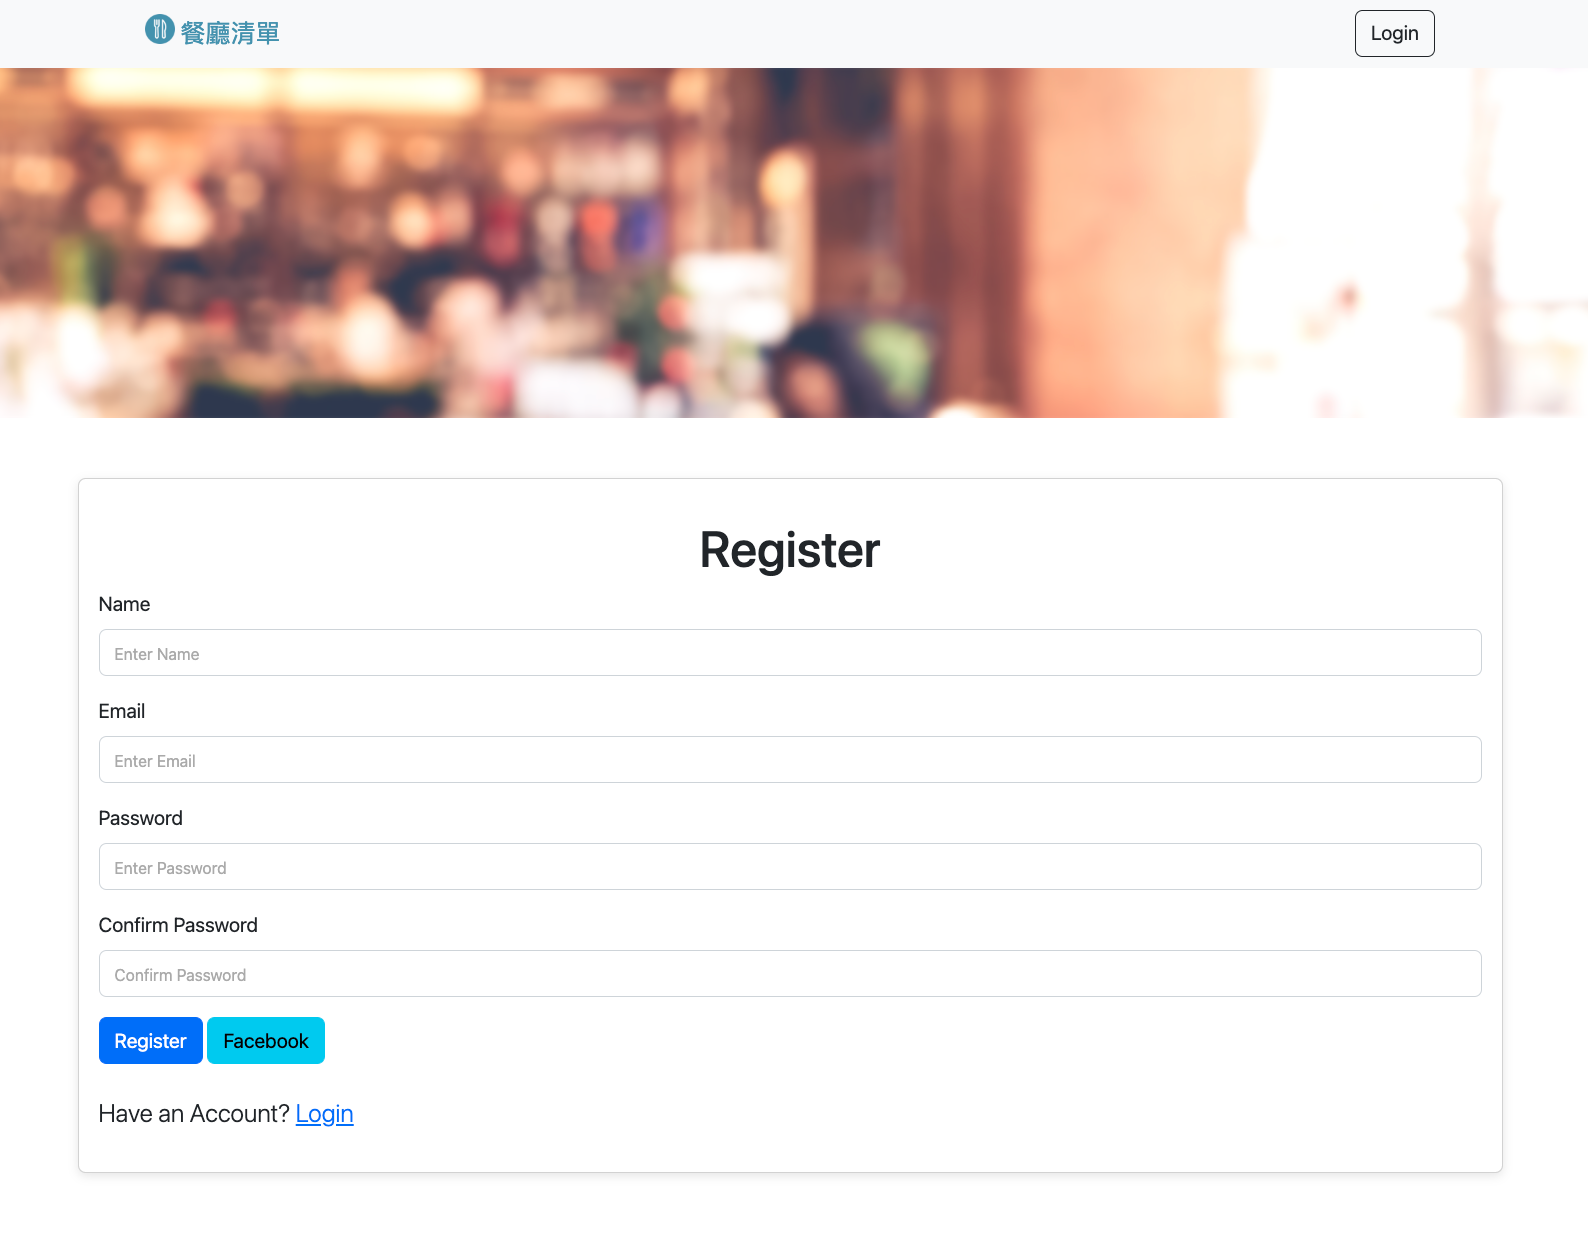 餐廳清單
Login
Register
Name
Enter Name
Email
Enter Email
Password
Enter Password
Confirm Password
Confirm Password
Register Facebook
Have an Account? Login